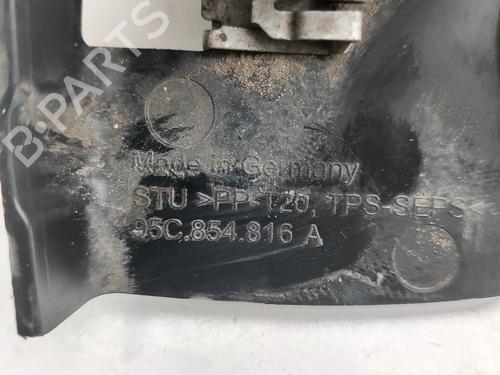 B-PARTS
Made in Germany
STU >PP-T20, TPS-SEPS<
95C.854.816 A